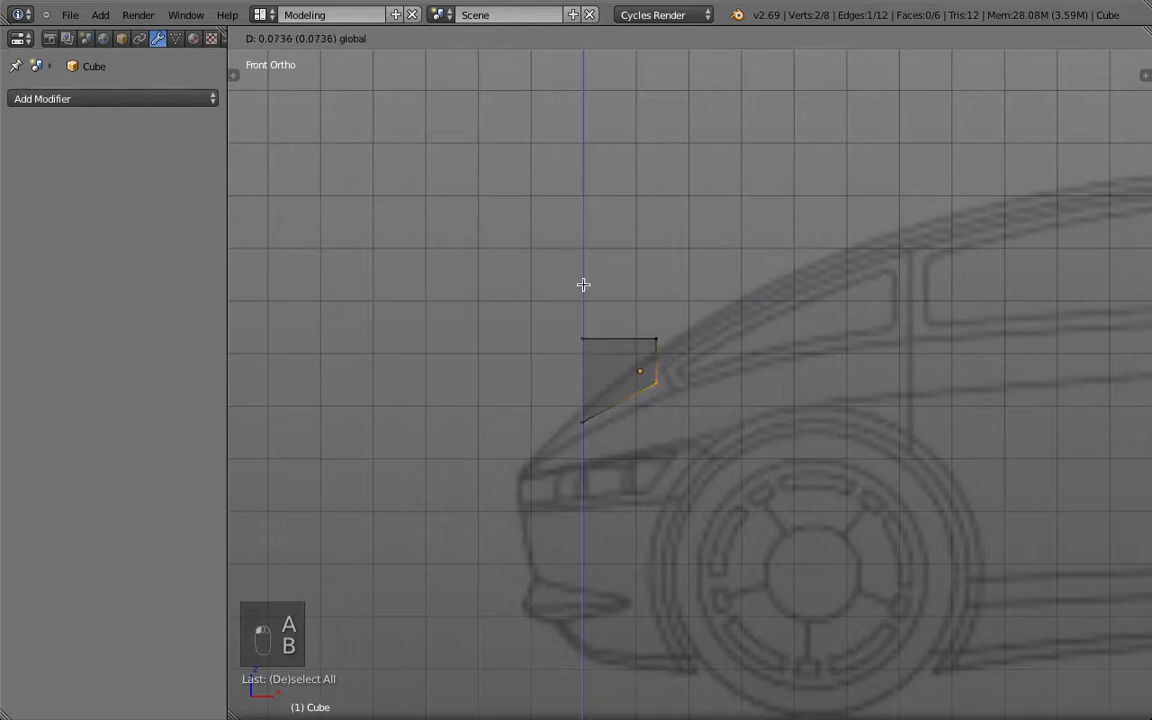 File Add Render Window Help Modeling Scene Cycles Render v2.69 | Verts:2/8 | Edges:1/12 | Faces:0/6 | Tris:12 | Mem:28.08M (3.59M) | Cube
D: 0.0736 (0.0736) global
Cube
Front Ortho
Add Modifier
A
B
Last: (De)select All
z
x
(1) Cube